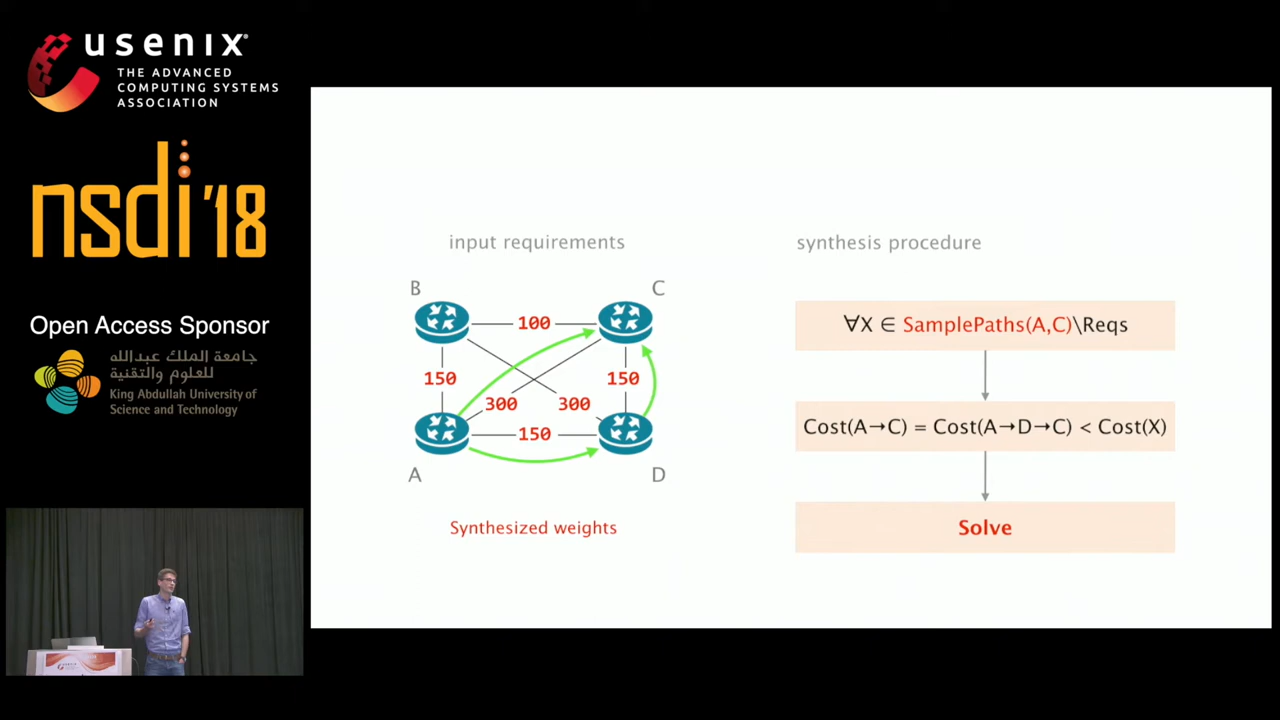 usenix
THE ADVANCED
COMPUTING SYSTEMS
ASSOCIATION
nsdi '18
Open Access Sponsor
جامعة الملك عبدالله
للعلوم والتقنية
King Abdullah University of
Science and Technology
input requirements
B
C
100
150
150
300
300
150
A
D
Synthesized weights
synthesis procedure
∀X ∈ SamplePaths(A,C)\Reqs
Cost(A→C) = Cost(A→D→C) < Cost(X)
Solve
usenix